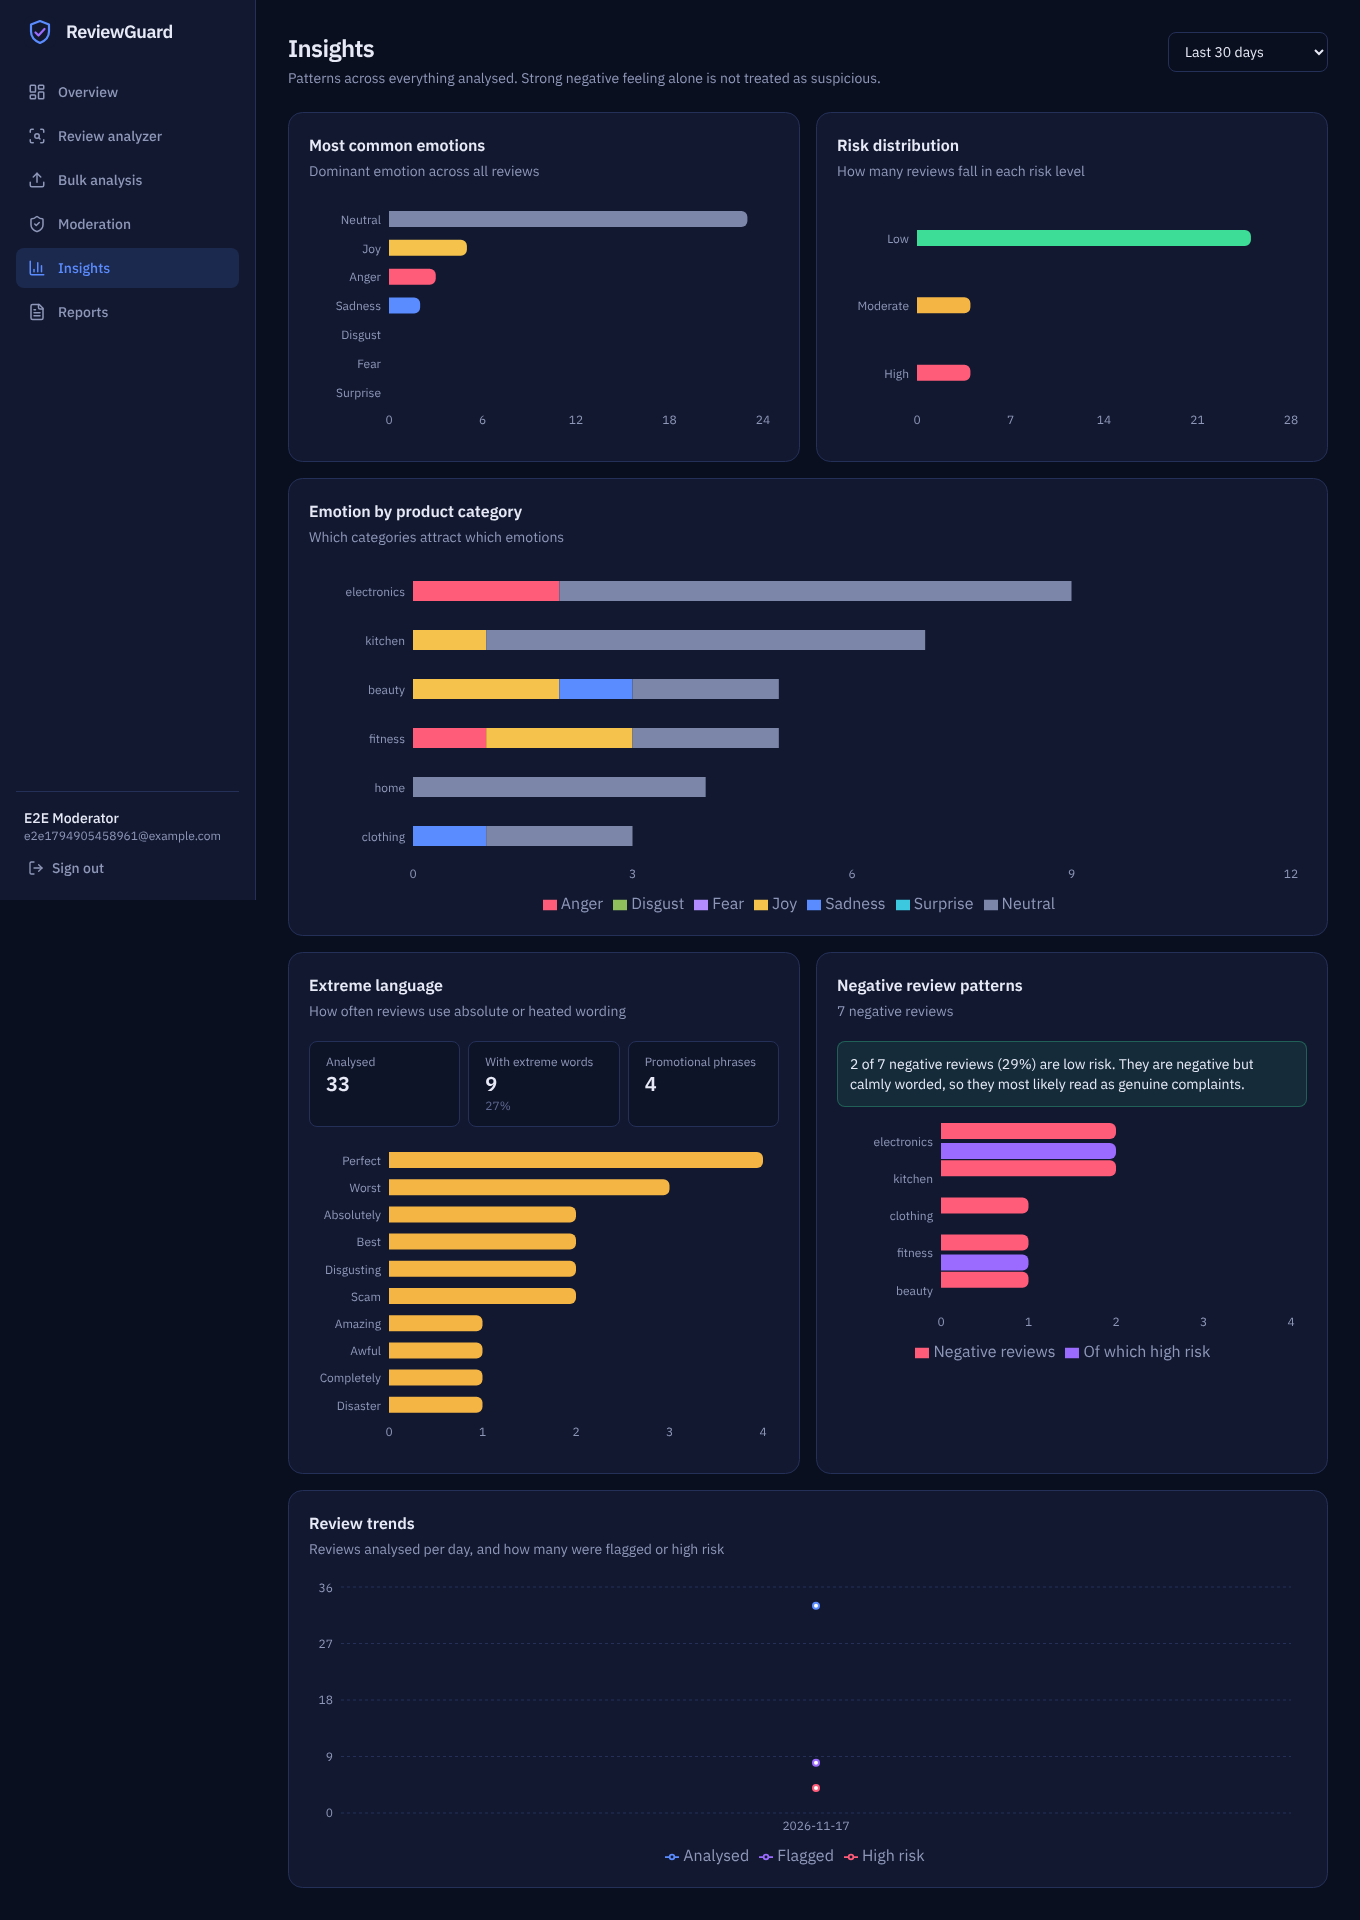 ReviewGuard
Overview
Review analyzer
Bulk analysis
Moderation
Insights
Reports
E2E Moderator
e2e1794905458961@example.com
Sign out
Insights
Patterns across everything analysed. Strong negative feeling alone is not treated as suspicious.
Last 30 days
Most common emotions
Dominant emotion across all reviews
Neutral
Joy
Anger
Sadness
Disgust
Fear
Surprise
0 6 12 18 24
Risk distribution
How many reviews fall in each risk level
Low
Moderate
High
0 7 14 21 28
Emotion by product category
Which categories attract which emotions
electronics
kitchen
beauty
fitness
home
clothing
0 3 6 9 12
Anger Disgust Fear Joy Sadness Surprise Neutral
Extreme language
How often reviews use absolute or heated wording
Analysed
33
With extreme words
9
27%
Promotional phrases
4
Perfect
Worst
Absolutely
Best
Disgusting
Scam
Amazing
Awful
Completely
Disaster
0 1 2 3 4
Negative review patterns
7 negative reviews
2 of 7 negative reviews (29%) are low risk. They are negative but
calmly worded, so they most likely read as genuine complaints.
electronics
kitchen
clothing
fitness
beauty
0 1 2 3 4
Negative reviews Of which high risk
Review trends
Reviews analysed per day, and how many were flagged or high risk
36
27
18
9
0
2026-11-17
Analysed Flagged High risk